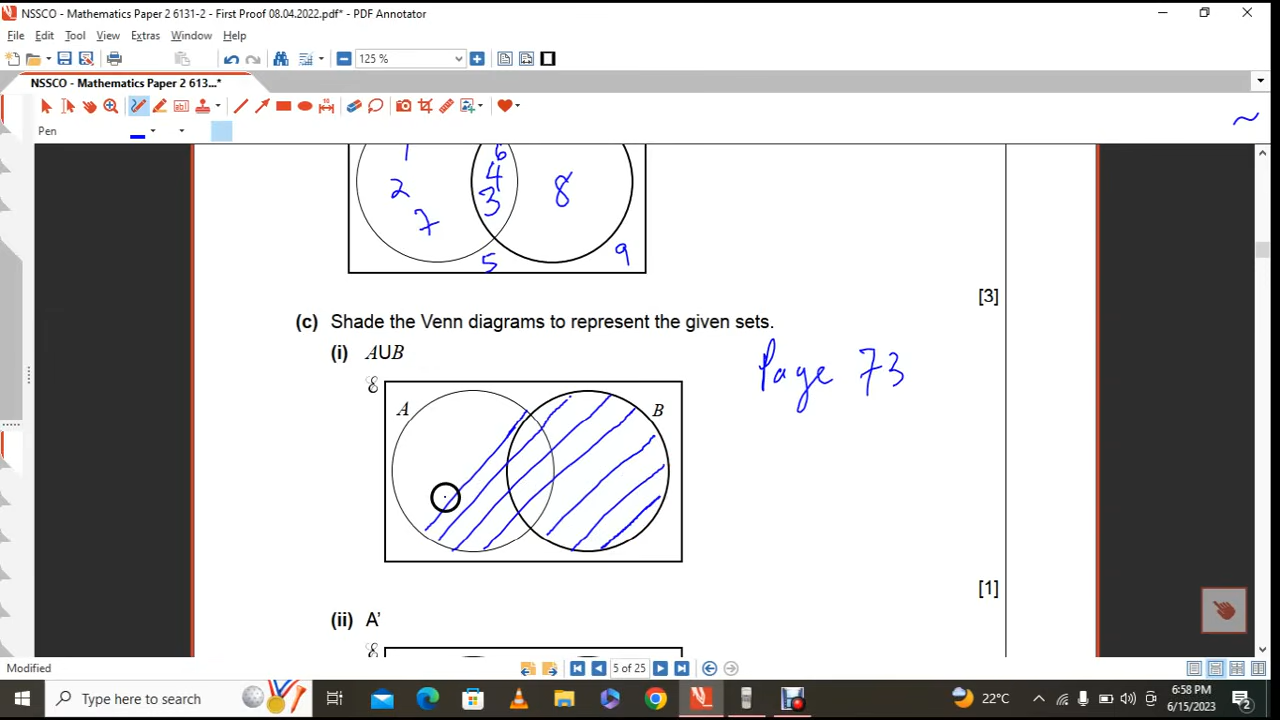 NSSCO - Mathematics Paper 2 6131-2 - First Proof 08.04.2022.pdf* - PDF Annotator
File Edit Tool View Extras Window Help
125 %
NSSCO - Mathematics Paper 2 613...*
Pen
1 6
2 4 8
3
7
5 9
[3]
(c) Shade the Venn diagrams to represent the given sets.
(i) A∪B
Page 73
A B
[1]
(ii) A'
Modified
5 of 25
Type here to search
22°C
6:58 PM
6/15/2023
2